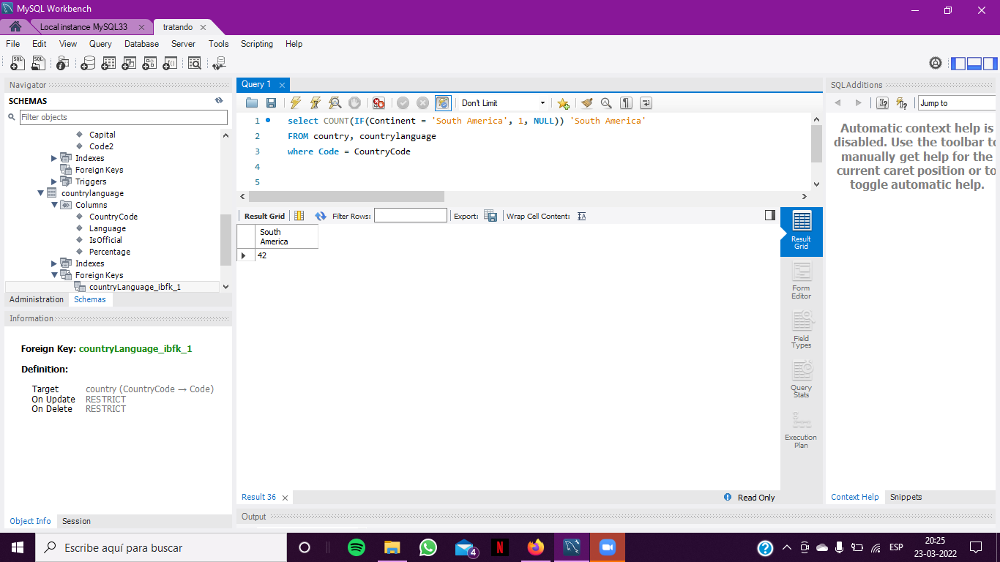 MySQL Workbench
Local instance MySQL33
tratando
File Edit View Query Database Server Tools Scripting Help
Navigator
SCHEMAS
Filter objects
Capital
Code2
Indexes
Foreign Keys
Triggers
countrylanguage
Columns
CountryCode
Language
IsOfficial
Percentage
Indexes
Foreign Keys
countryLanguage_ibfk_1
Administration Schemas
Information
Foreign Key: countryLanguage_ibfk_1
Definition:
Target country (CountryCode → Code)
On Update RESTRICT
On Delete RESTRICT
Object Info Session
Query 1
Don't Limit
1 select COUNT(IF(Continent = 'South America', 1, NULL)) 'South America'
2 FROM country, countrylanguage
3 where Code = CountryCode
4
5
Result Grid Filter Rows: Export: Wrap Cell Content:
South
America
42
Result
Grid
Form
Editor
Field
Types
Query
Stats
Execution
Plan
Result 36
Read Only
Output
SQLAdditions
Jump to
Automatic context help is
disabled. Use the toolbar to
manually get help for the
current caret position or to
toggle automatic help.
Context Help Snippets
Escribe aquí para buscar
4
N
ESP
20:25
23-03-2022